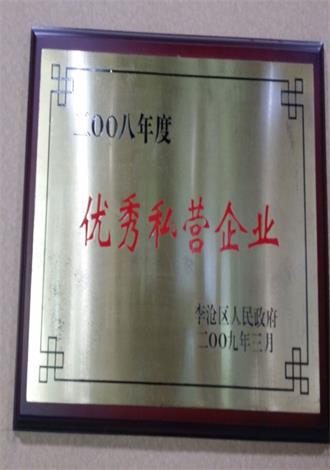 二00八年度
优秀私营企业
李沧区人民政府
二00九年三月